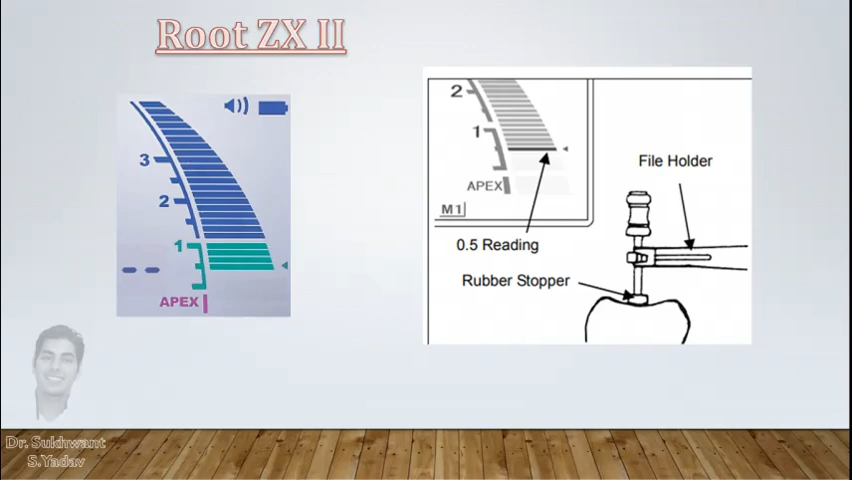 Root ZX II
3
2
1
APEX
2
1
APEX
M1
0.5 Reading
File Holder
Rubber Stopper
Dr. Sukhwant
S.Yadav